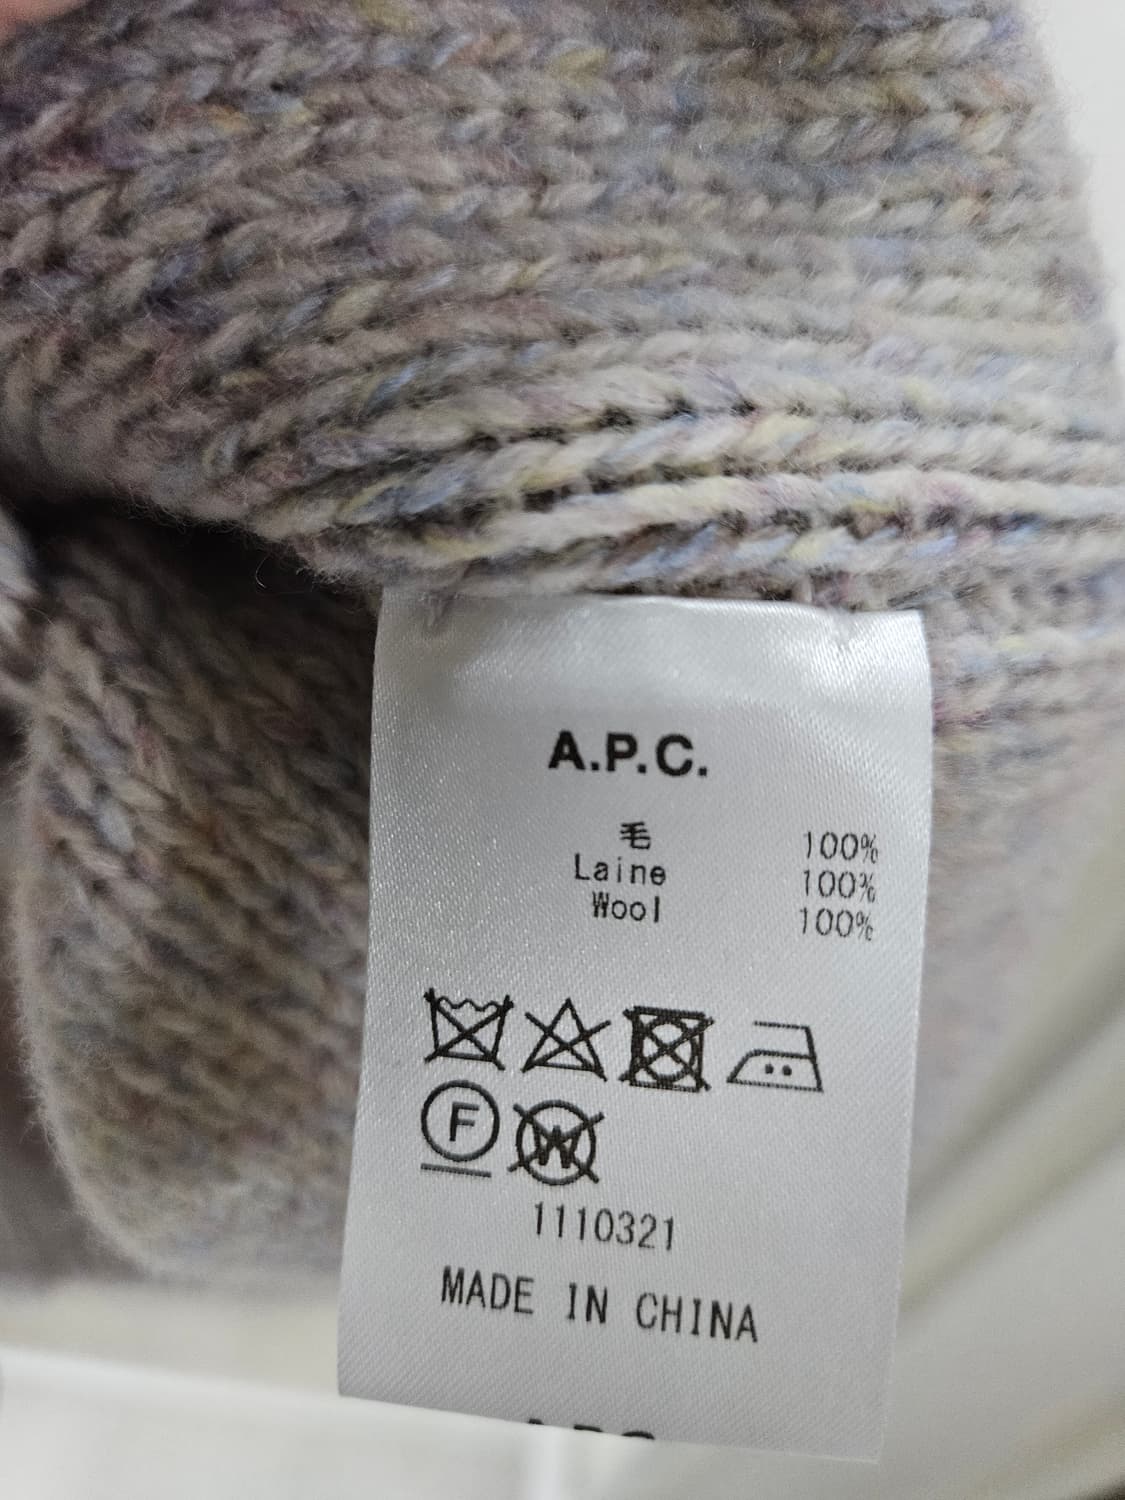 A.P.C.
毛 100%
Laine 100%
Wool 100%
F
W
1110321
MADE IN CHINA